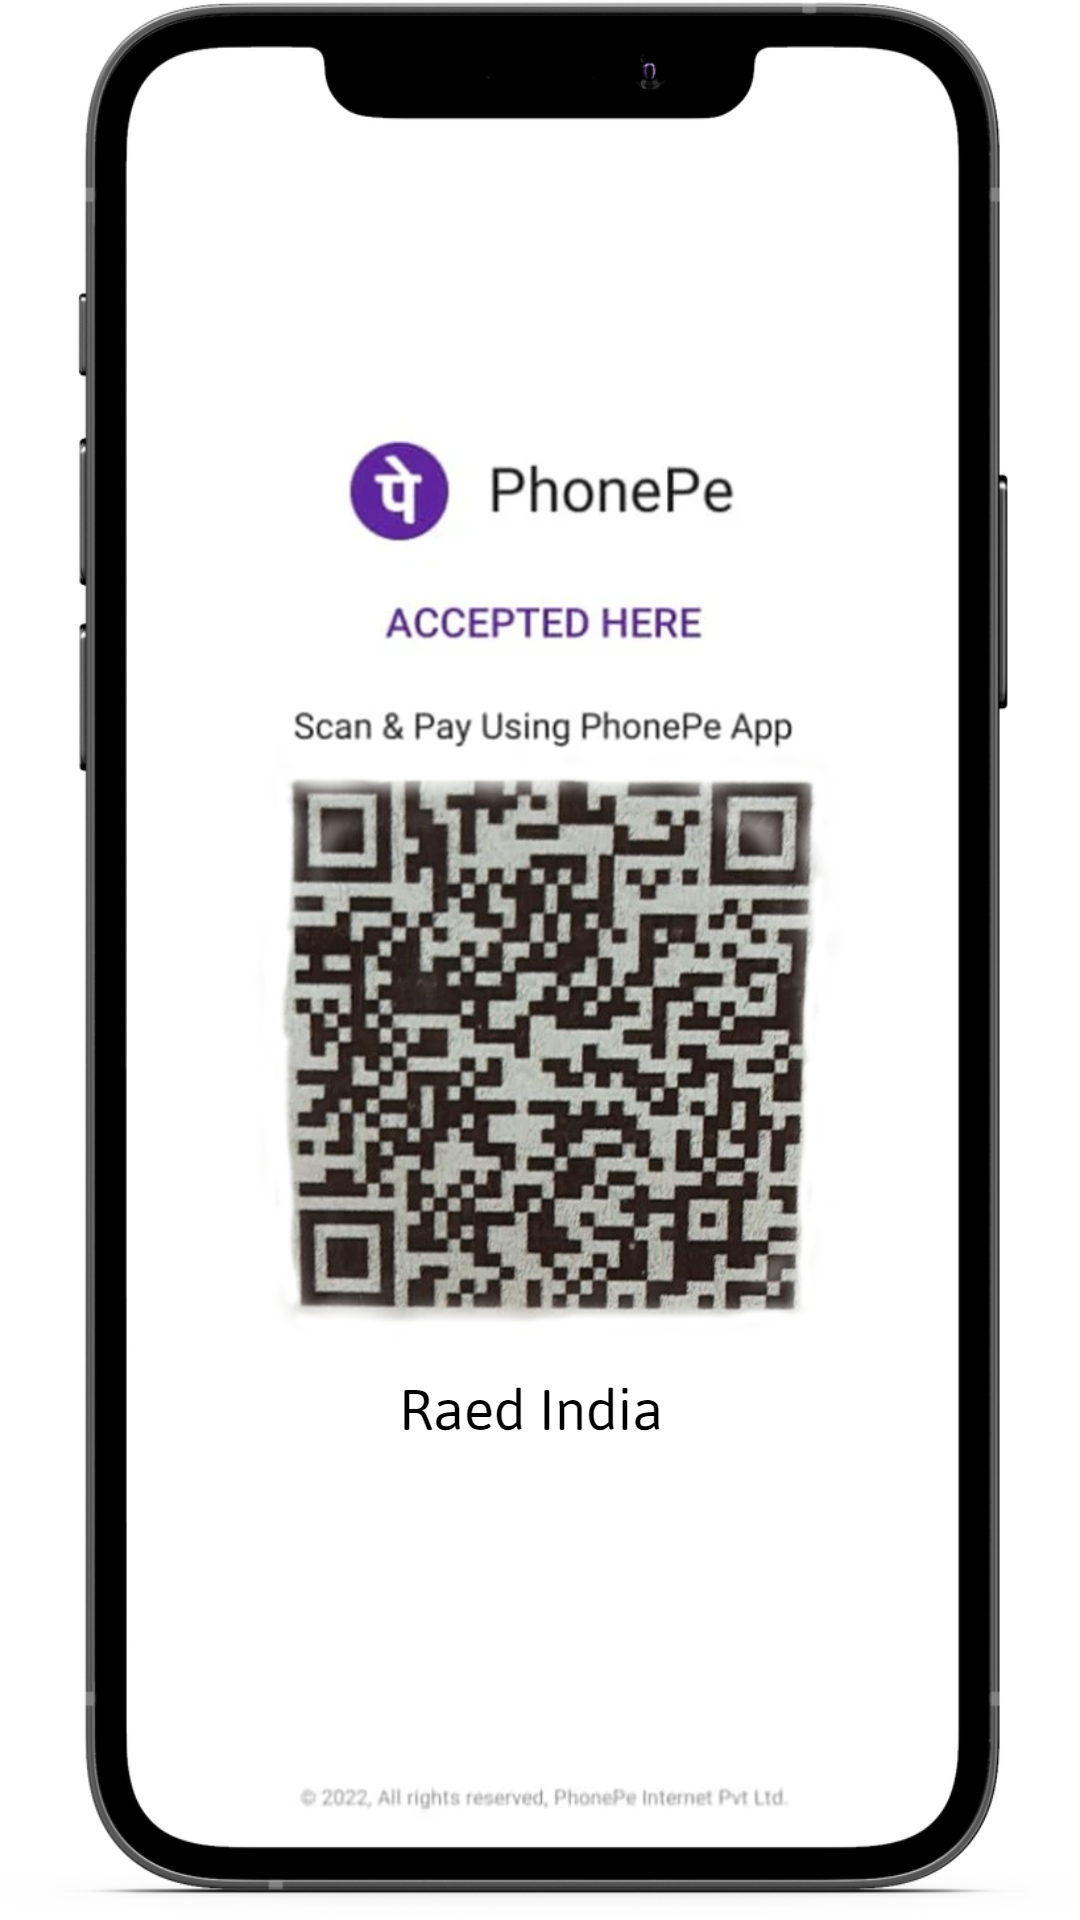 पे PhonePe
ACCEPTED HERE
Scan & Pay Using PhonePe App
Raed India
© 2022, All rights reserved, PhonePe Internet Pvt Ltd.